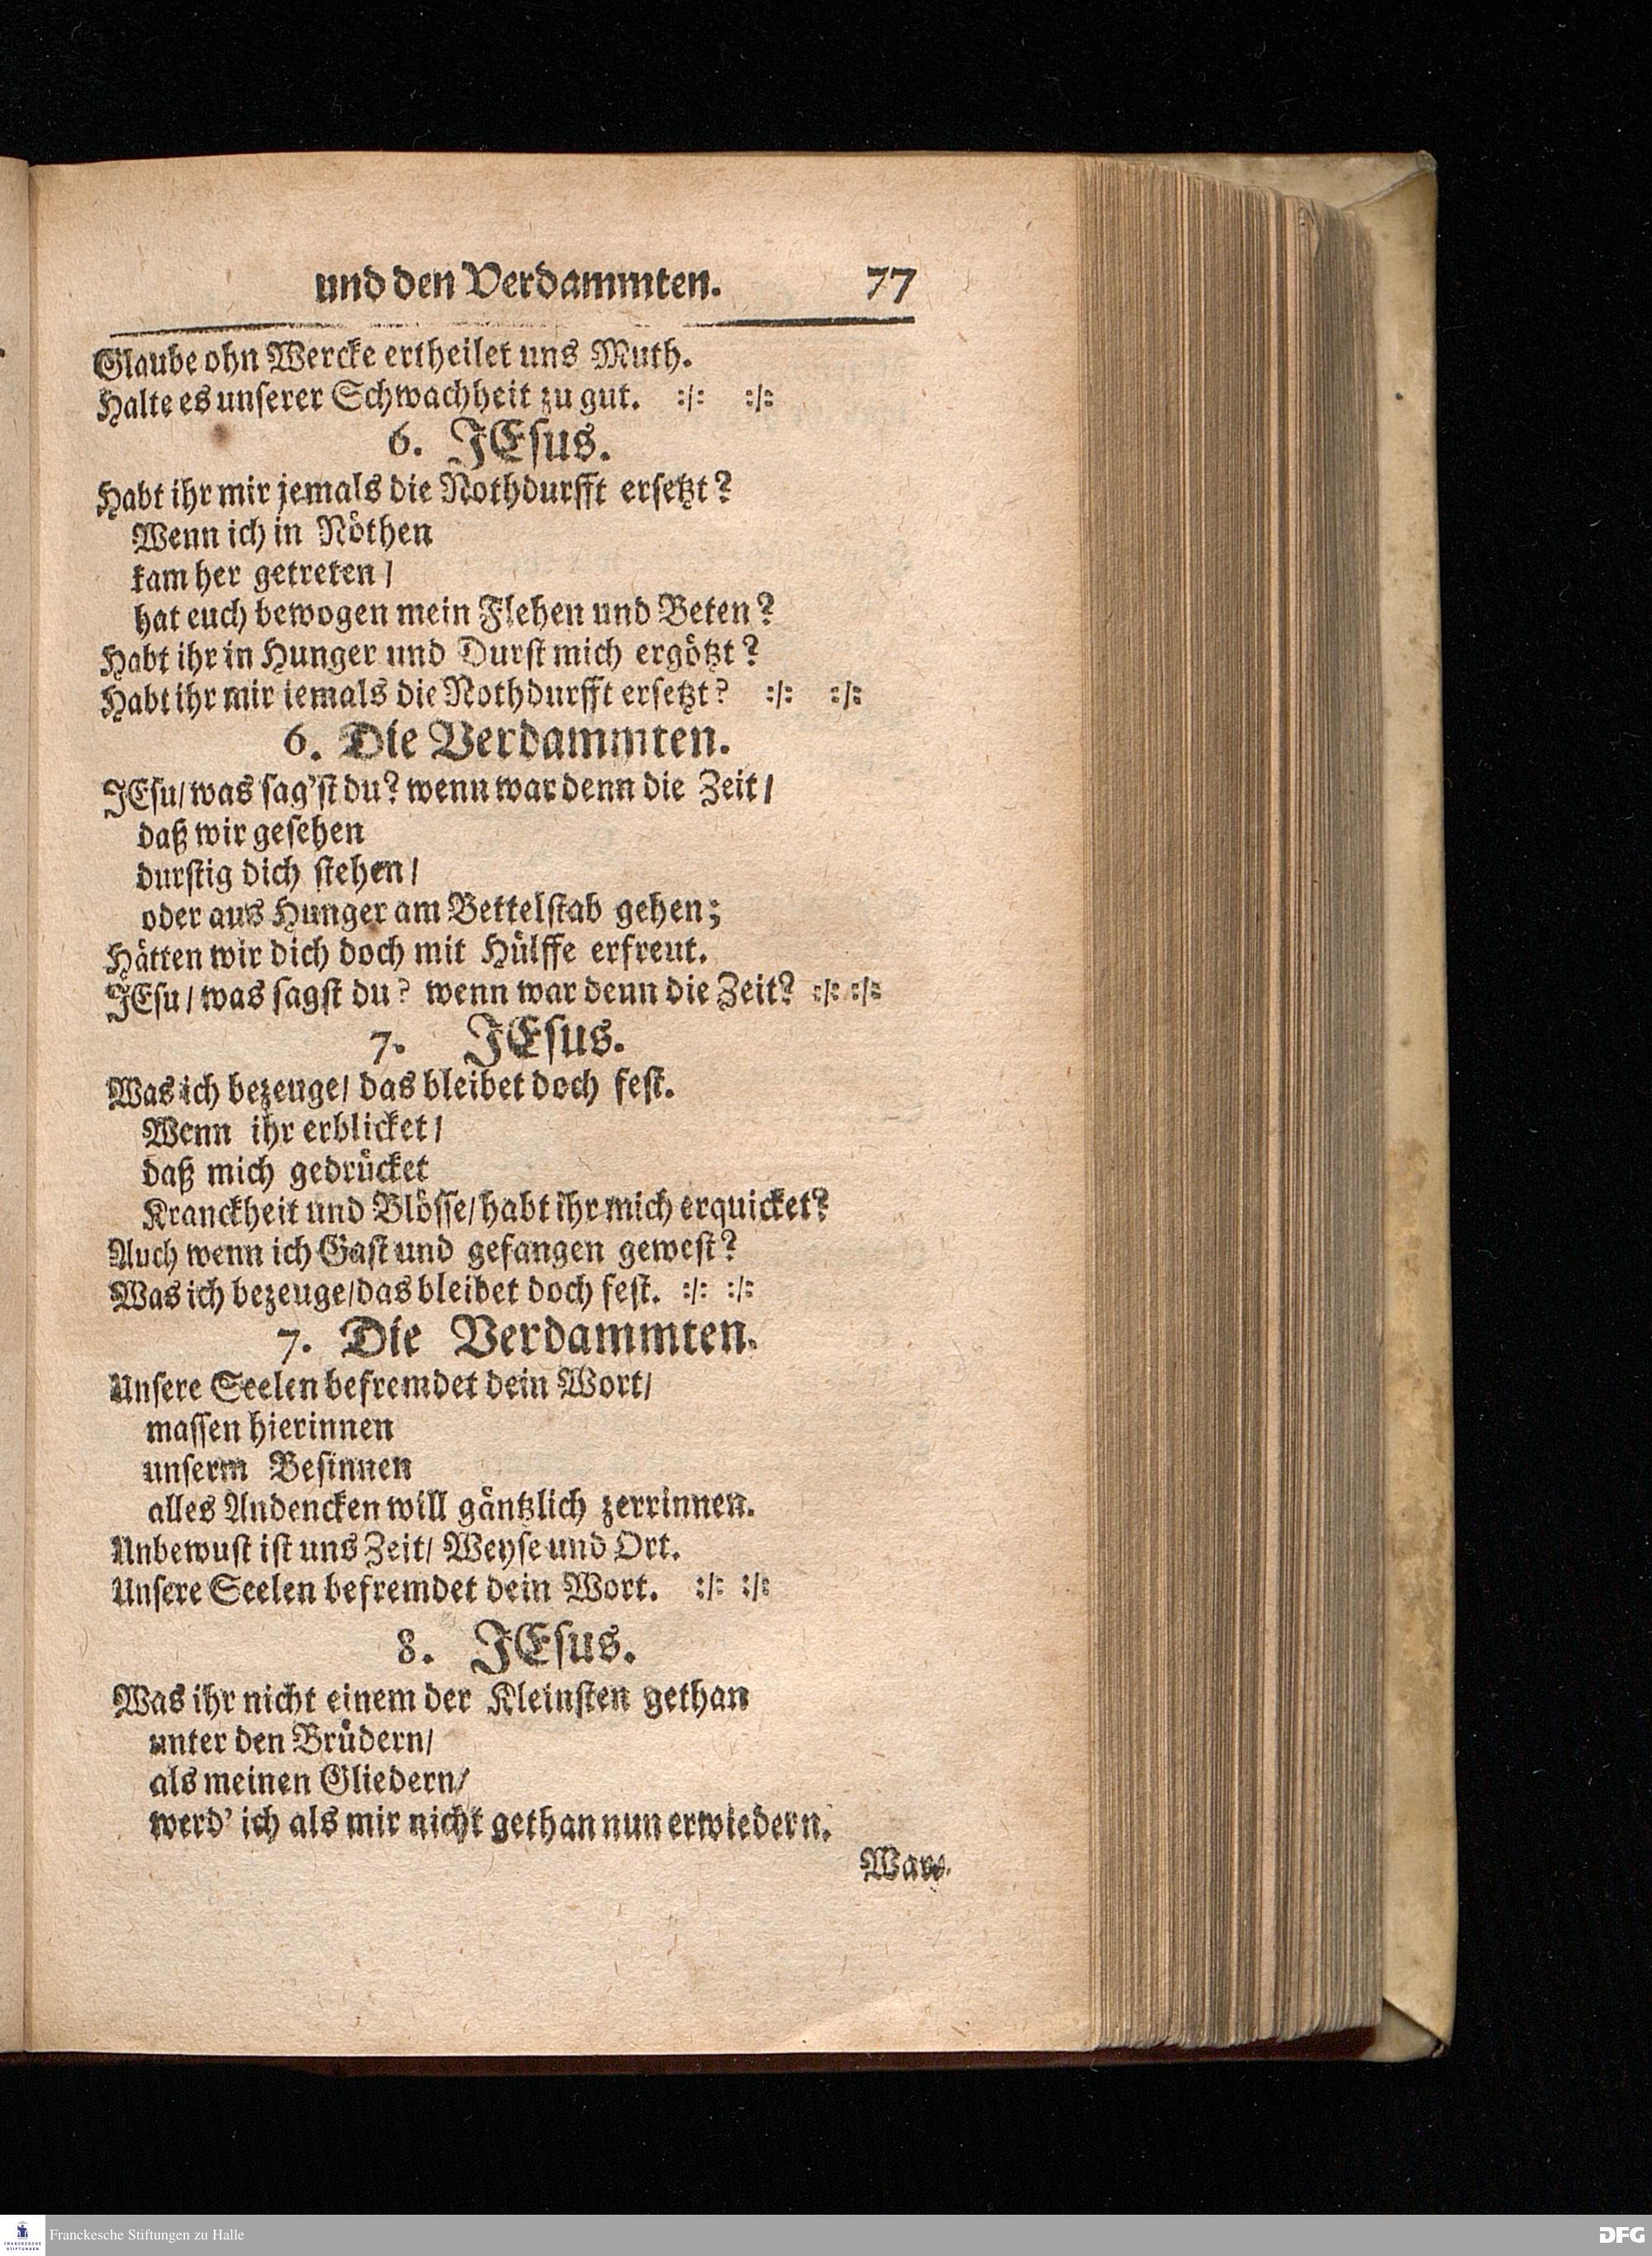 und den Verdammten. 77
Glaube ohn Wercke ertheilet uns Muth.
Halte es unserer Schwachheit zu gut. :/: :/:
6. JEsus.
Habt ihr mir jemals die Nothdurfft ersetzt?
Wenn ich in Nöthen
kam her getreten/
hat euch bewogen mein Flehen und Beten?
Habt ihr in Hunger und Durst mich ergötzt?
Habt ihr mir iemals die Nothdurfft ersetzt? :/: :/:
6. Die Verdammten.
JEsu/ was sag'st du? wenn war denn die Zeit/
daß wir gesehen
durstig dich stehen/
oder aus Hunger am Bettelstab gehen;
Hätten wir dich doch mit Hülffe erfreut.
JEsu/ was sagst du? wenn war denn die Zeit? :/: :/:
7. JEsus.
Was ich bezeuge/ das bleibet doch fest.
Wenn ihr erblicket/
daß mich gedrücket
Kranckheit und Blösse/ habt ihr mich erquicket?
Auch wenn ich Gast und gefangen gewest?
Was ich bezeuge/ das bleibet doch fest. :/: :/:
7. Die Verdammten.
Unsere Seelen befremdet dein Wort/
massen hierinnen
unserm Besinnen
alles Andencken will gäntzlich zerrinnen.
Unbewust ist uns Zeit/ Weyse und Ort.
Unsere Seelen befremdet dein Wort. :/: :/:
8. JEsus.
Was ihr nicht einem der Kleinsten gethan
unter den Brüdern/
als meinen Gliedern/
werd' ich als mir nicht gethan nun erwiedern.
Franckesche Stiftungen zu Halle
FRANCKESCHE
STIFTUNGEN
DFG